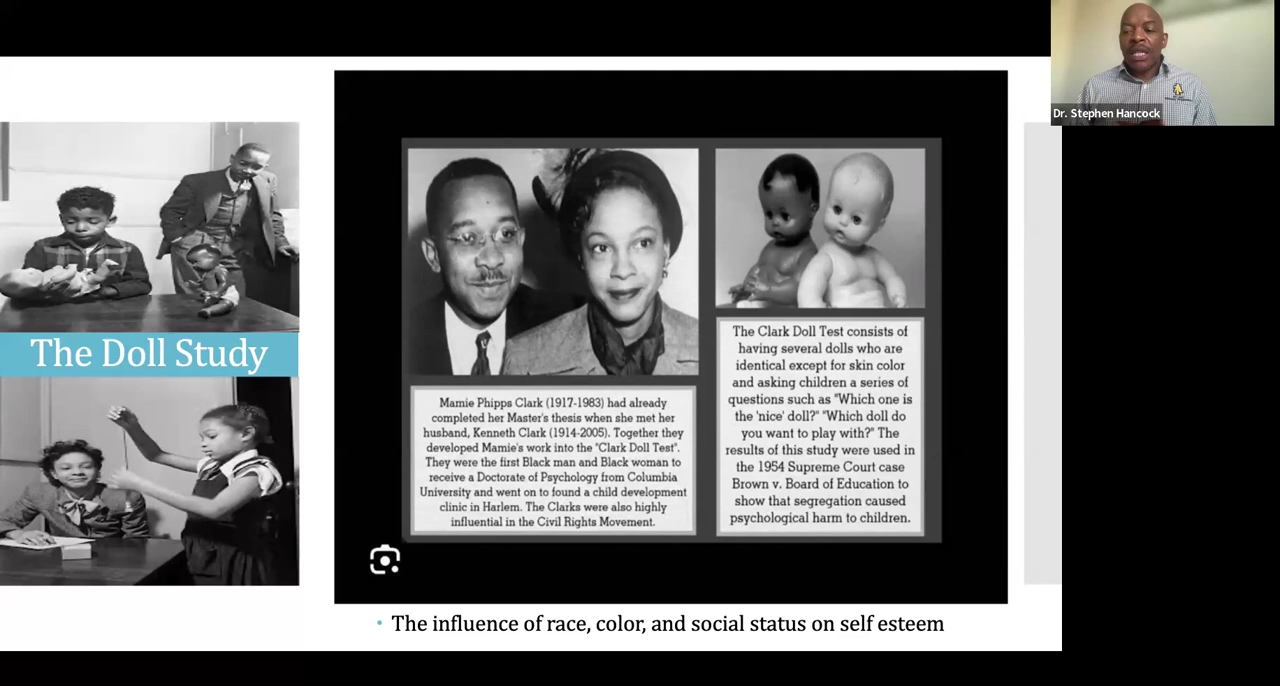 Dr. Stephen Hancock
The Doll Study
Mamie Phipps Clark (1917-1983) had already
completed her Master's thesis when she met her
husband, Kenneth Clark (1914-2005). Together they
developed Mamie's work into the "Clark Doll Test".
They were the first Black man and Black woman to
receive a Doctorate of Psychology from Columbia
University and went on to found a child development
clinic in Harlem. The Clarks were also highly
influential in the Civil Rights Movement.
The Clark Doll Test consists of
having several dolls who are
identical except for skin color
and asking children a series of
questions such as "Which one is
the 'nice' doll?" "Which doll do
you want to play with?" The
results of this study were used in
the 1954 Supreme Court case
Brown v. Board of Education to
show that segregation caused
psychological harm to children.
• The influence of race, color, and social status on self esteem